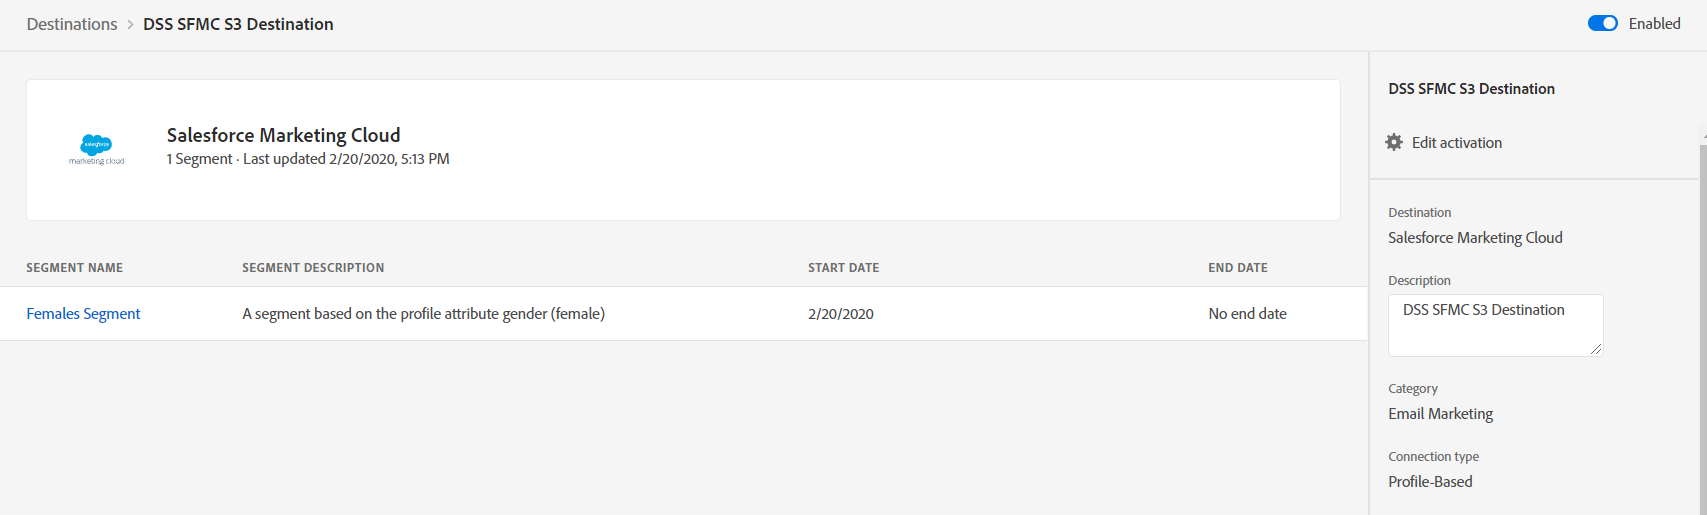 Destinations > DSS SFMC S3 Destination
Enabled
salesforce
marketing cloud
Salesforce Marketing Cloud
1 Segment · Last updated 2/20/2020, 5:13 PM
SEGMENT NAME SEGMENT DESCRIPTION START DATE END DATE
Females Segment A segment based on the profile attribute gender (female) 2/20/2020 No end date
DSS SFMC S3 Destination
Edit activation
Destination
Salesforce Marketing Cloud
Description
DSS SFMC S3 Destination
Category
Email Marketing
Connection type
Profile-Based